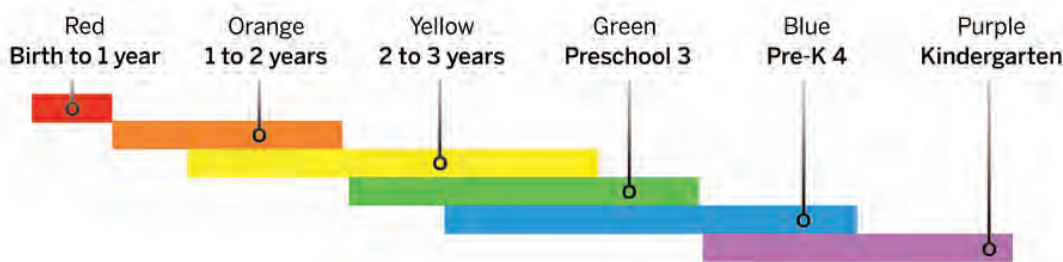 Red
Birth to 1 year
Orange
1 to 2 years
Yellow
2 to 3 years
Green
Preschool 3
Blue
Pre-K 4
Purple
Kindergarten